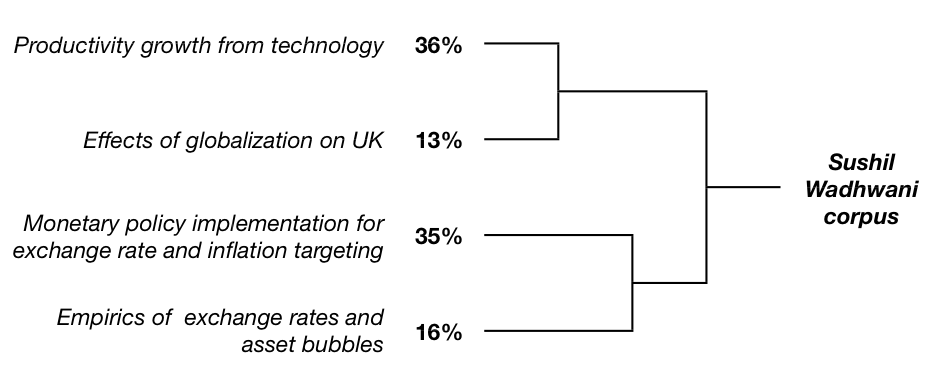 Productivity growth from technology 36%
Effects of globalization on UK 13%
Monetary policy implementation for
exchange rate and inflation targeting 35%
Empirics of exchange rates and
asset bubbles 16%
Sushil
Wadhwani
corpus